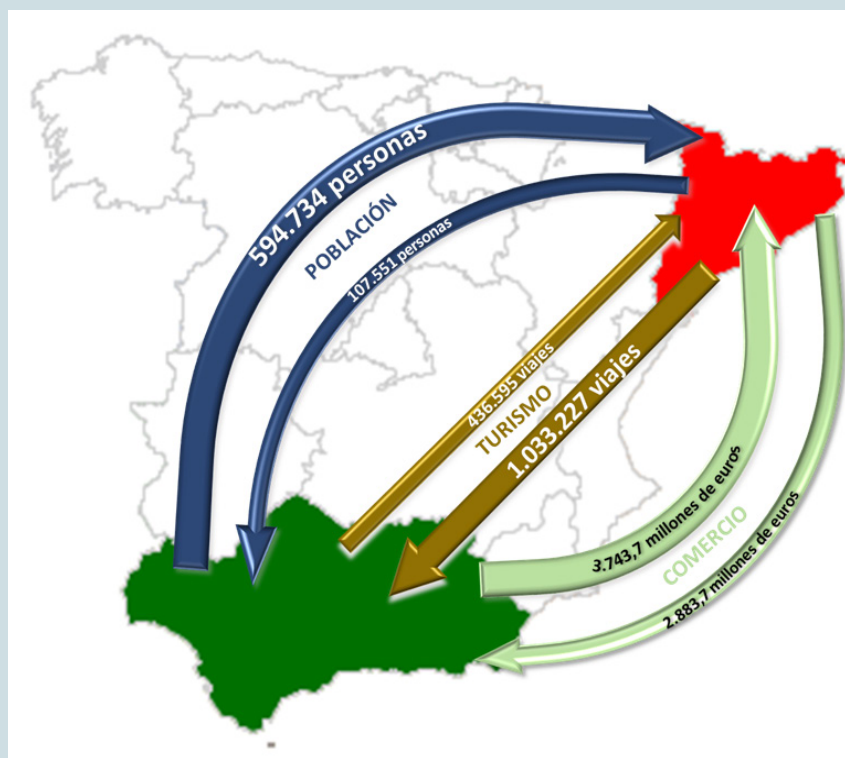 594.734 personas
POBLACIÓN
107.551 personas
436.595 viajes
TURISMO
1.033.227 viajes
3.743,7 millones de euros
COMERCIO
2.883,7 millones de euros